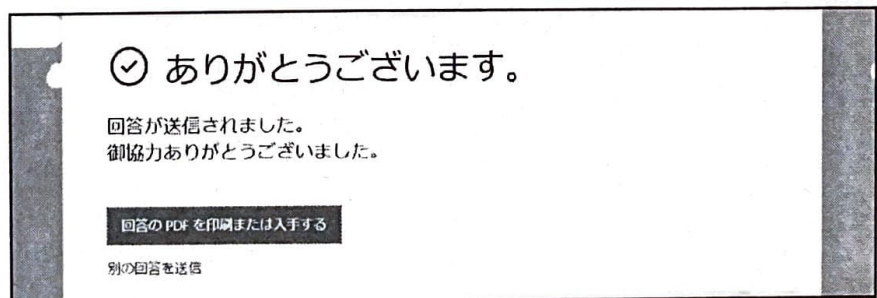 ありがとうございます。
回答が送信されました。
御協力ありがとうございました。
回答の PDF を印刷または入手する
別の回答を送信